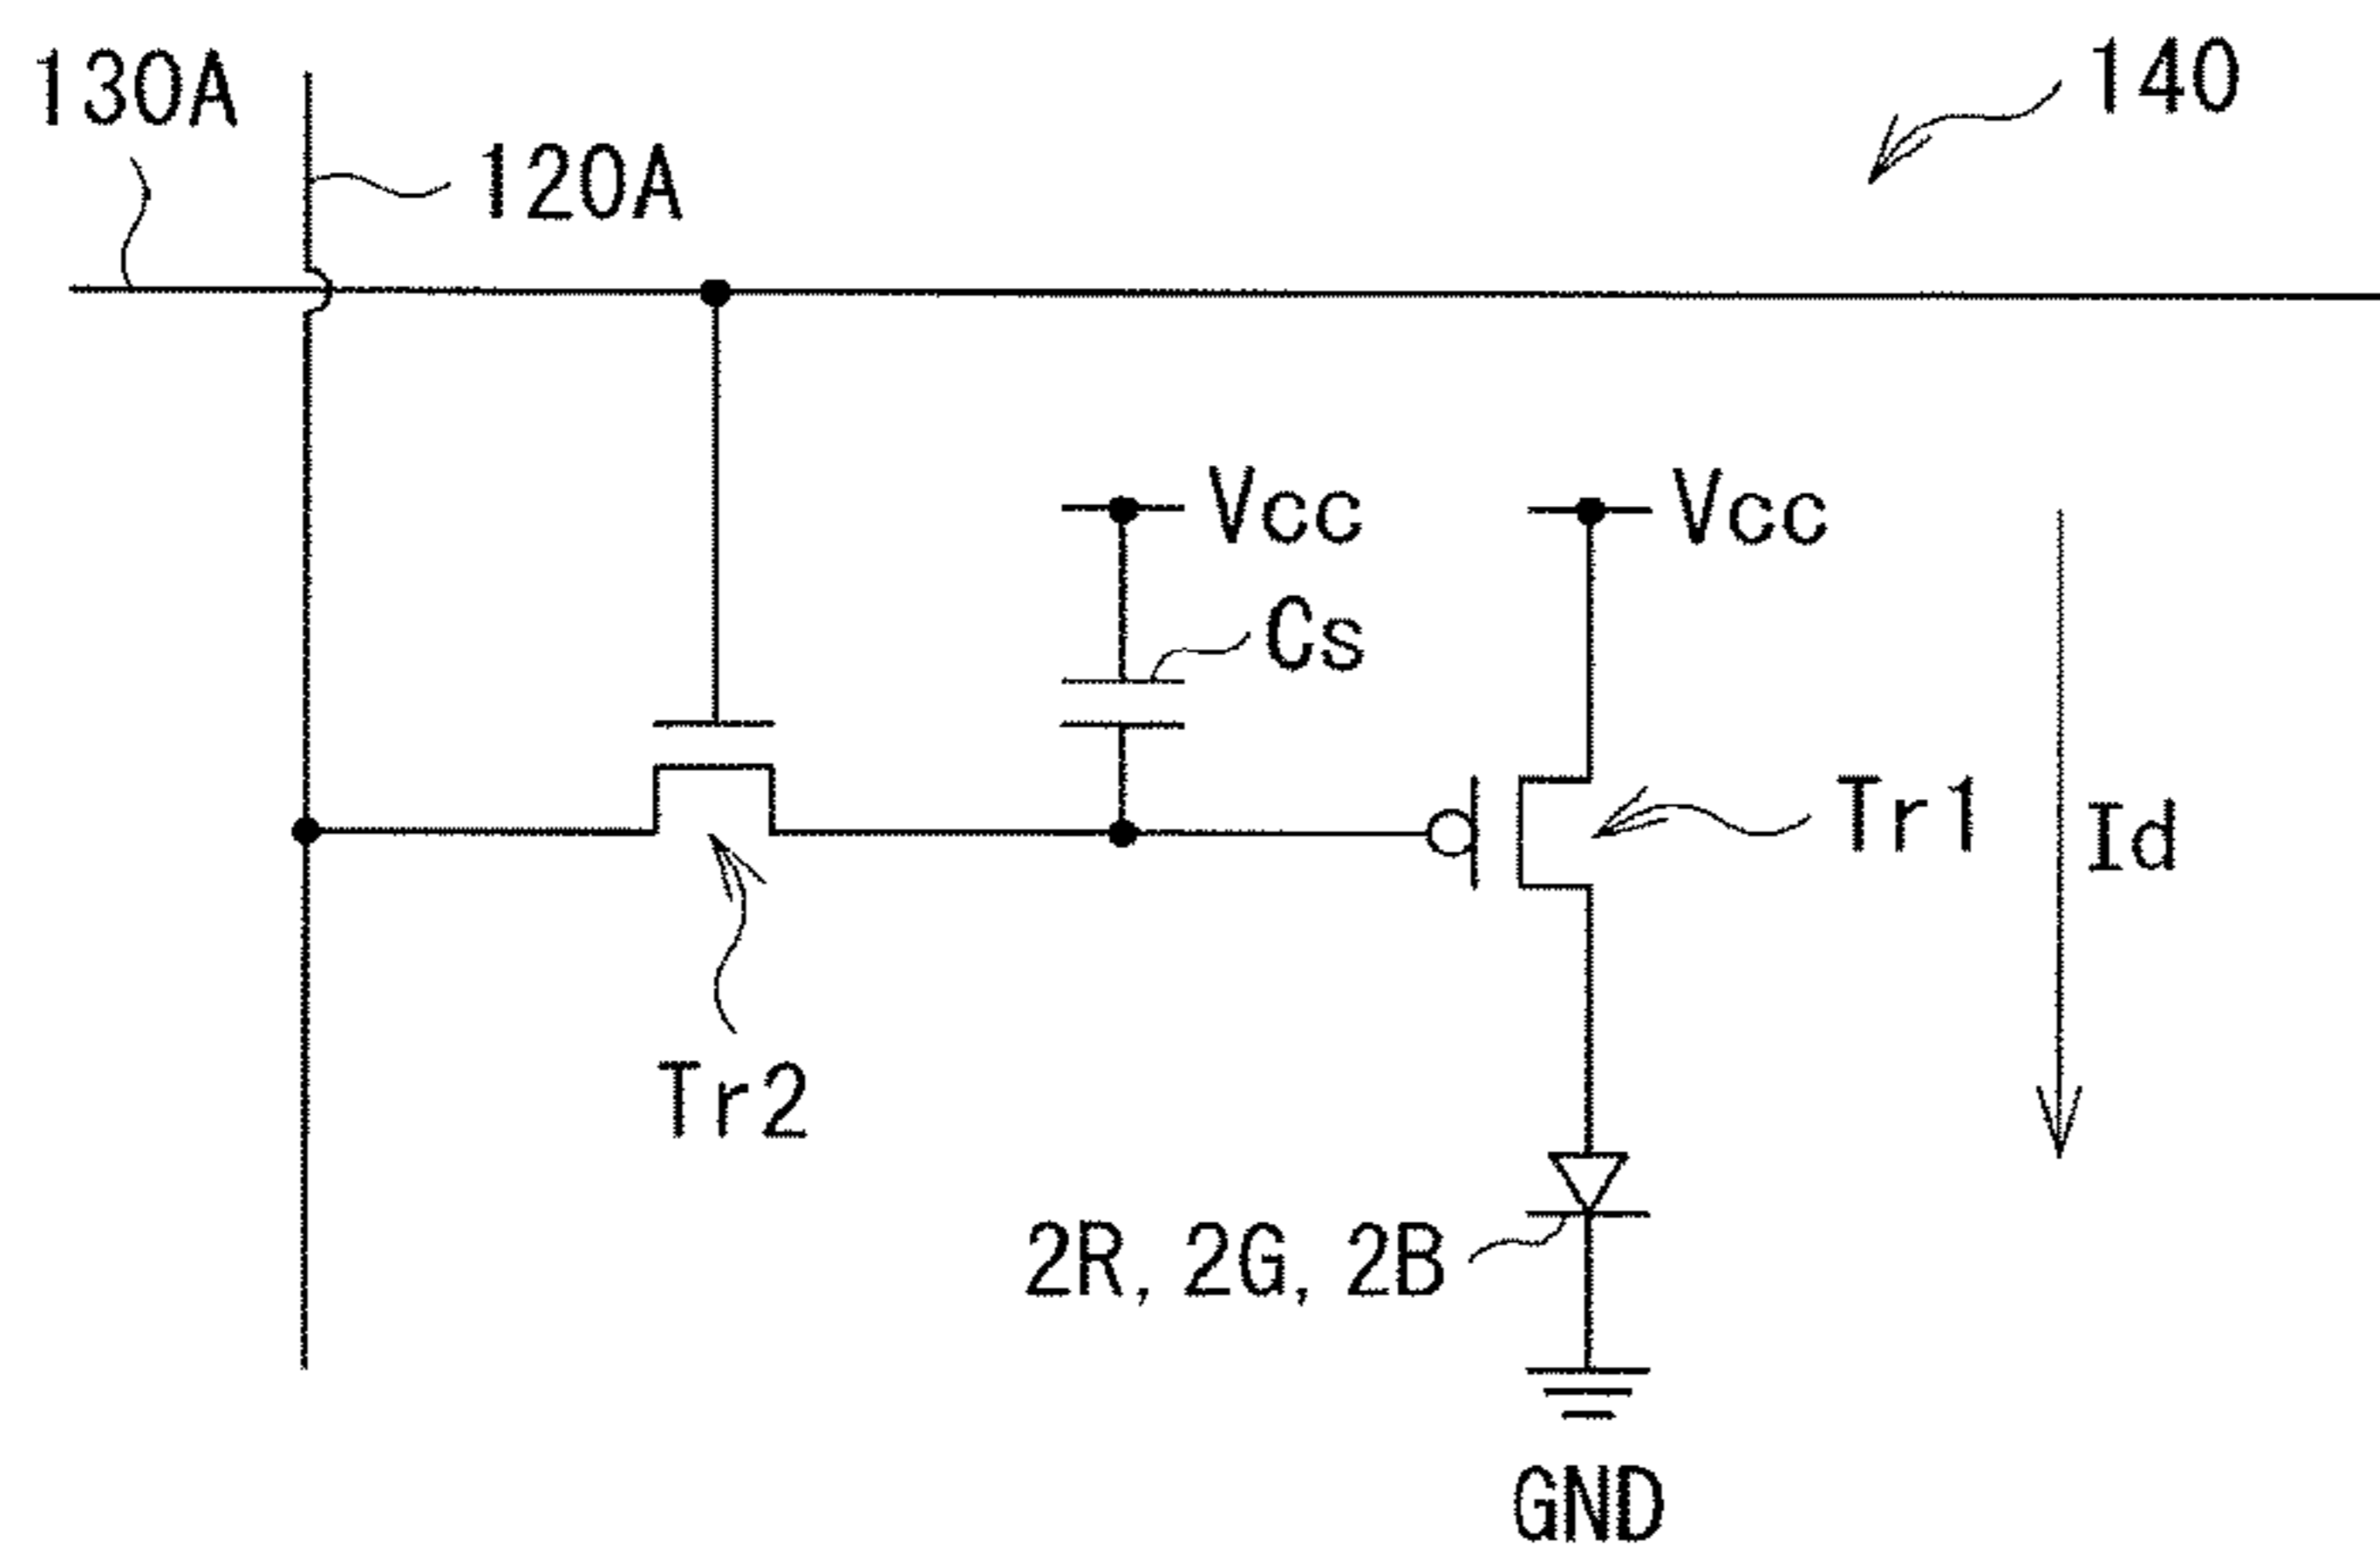 130A
120A
140
Vcc
Vcc
Cs
Tr1
Id
Tr2
2R, 2G, 2B
GND